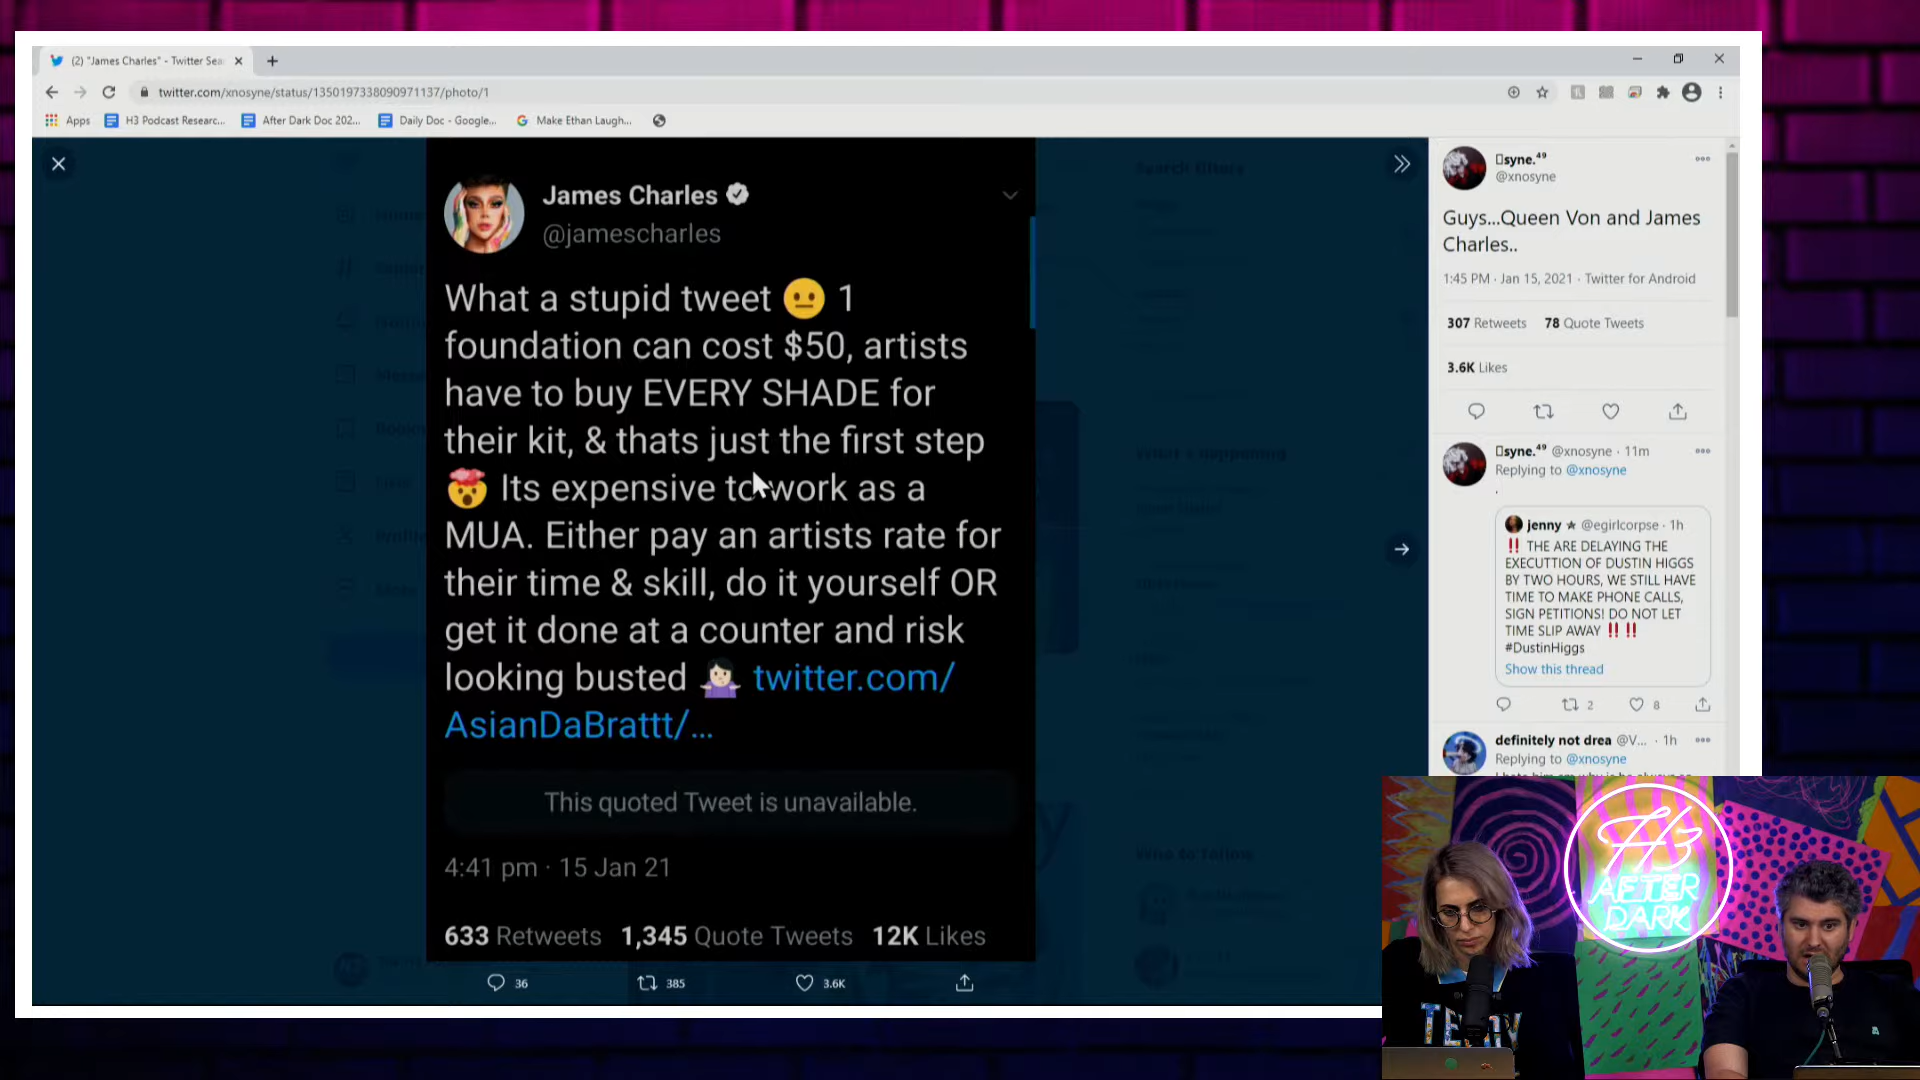 (2) "James Charles" - Twitter Sea
twitter.com/xnosyne/status/1350197338090971137/photo/1
Apps
H3 Podcast Researc...
After Dark Doc 202...
Daily Doc - Google...
Make Ethan Laugh...
James Charles
@jamescharles
What a stupid tweet 😐 1
foundation can cost $50, artists
have to buy EVERY SHADE for
their kit, & thats just the first step
🤯 Its expensive to work as a
MUA. Either pay an artists rate for
their time & skill, do it yourself OR
get it done at a counter and risk
looking busted 🤷🏻‍♀️ twitter.com/
AsianDaBrattt/...
This quoted Tweet is unavailable.
4:41 pm · 15 Jan 21
633 Retweets 1,345 Quote Tweets 12K Likes
36
385
3.6K
syne.⁴⁹
@xnosyne
Guys...Queen Von and James
Charles..
1:45 PM · Jan 15, 2021 · Twitter for Android
307 Retweets 78 Quote Tweets
3.6K Likes
syne.⁴⁹ @xnosyne · 11m
Replying to @xnosyne
.
jenny ★ @egirlcorpse · 1h
‼️ THE ARE DELAYING THE
EXECUTTION OF DUSTIN HIGGS
BY TWO HOURS, WE STILL HAVE
TIME TO MAKE PHONE CALLS,
SIGN PETITIONS! DO NOT LET
TIME SLIP AWAY ‼️ ‼️
#DustinHiggs
Show this thread
2
8
definitely not drea @V... · 1h
Replying to @xnosyne
H3
AFTER
DARK